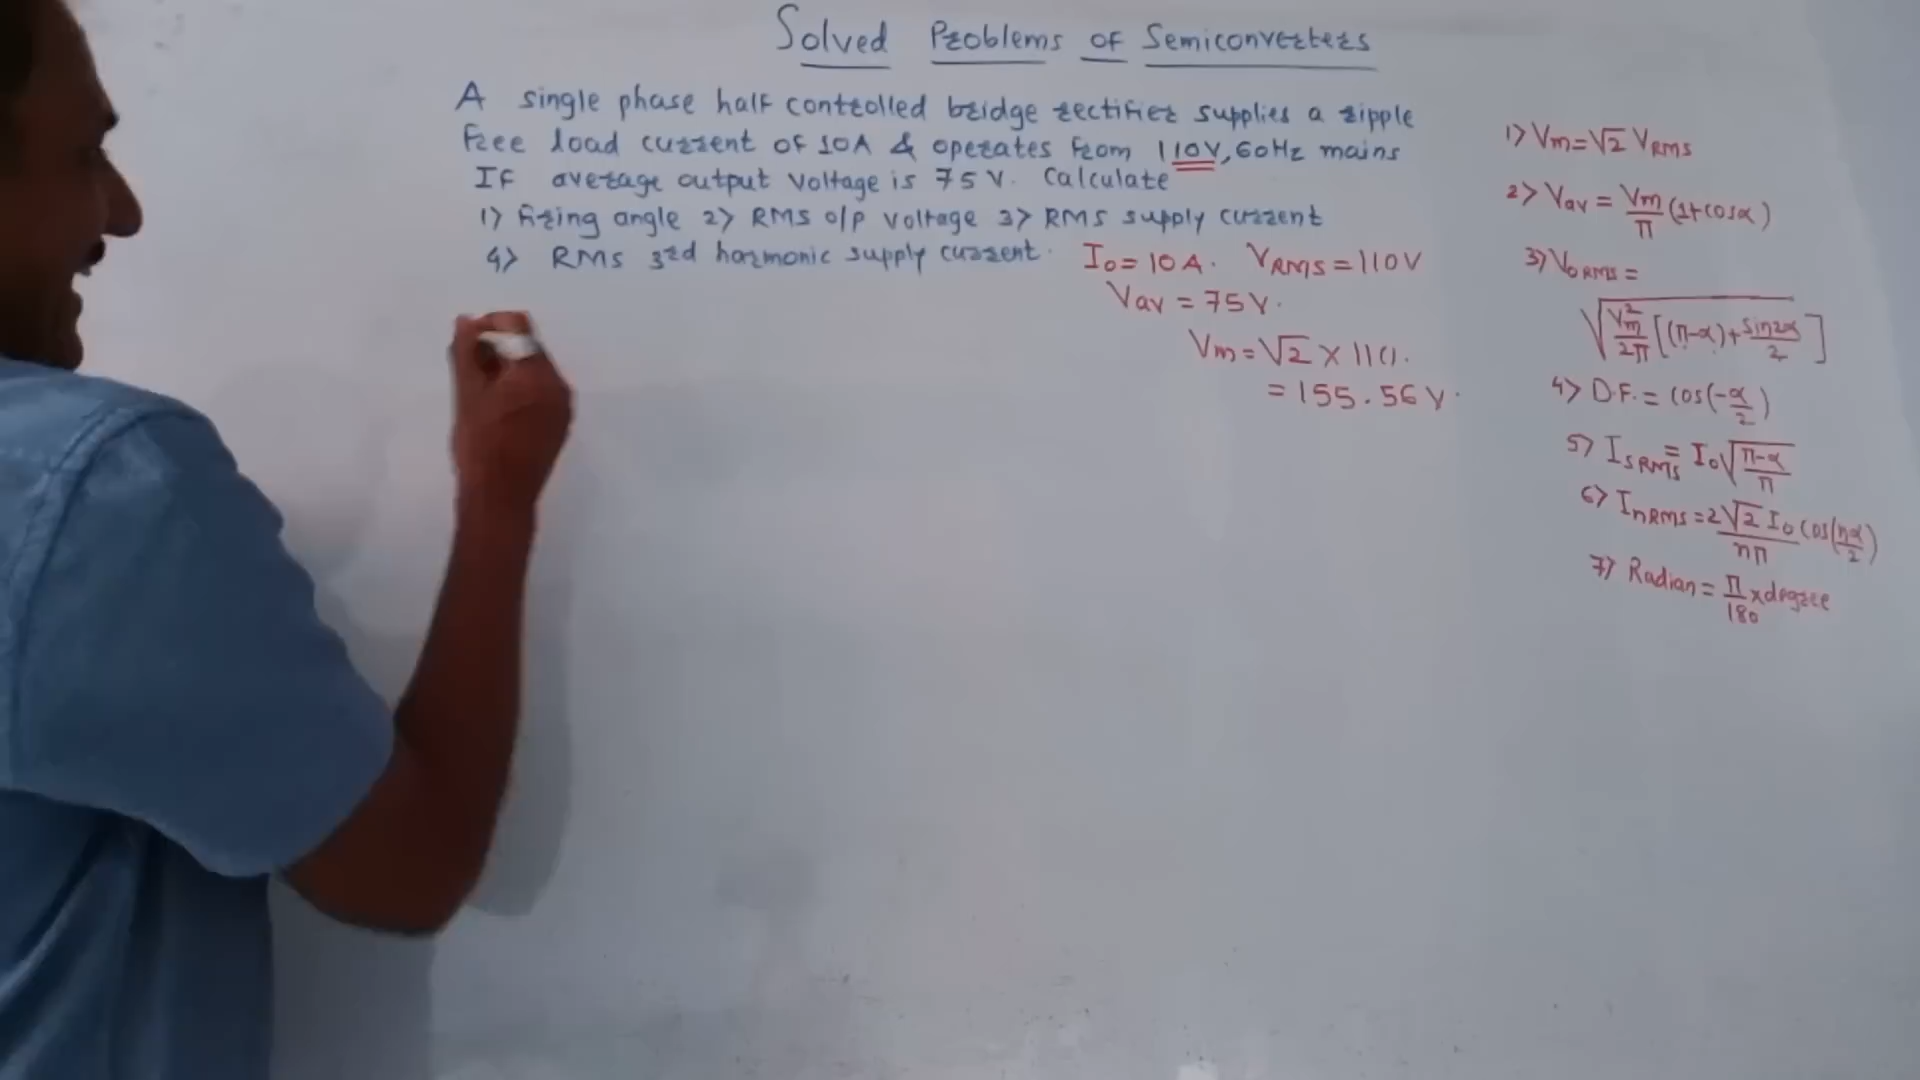 Solved Problems of Semiconverters
A single phase half controlled bridge rectifier supplies a ripple
free load current of 10A & operates from 110V, 60Hz mains
If average output voltage is 75V. Calculate
1) firing angle 2) RMS o/p voltage 3) RMS supply current
4) RMS 3rd harmonic supply current.
I₀ = 10 A. V_RMS = 110V
Vav = 75V.
Vm = √2 × 110.
= 155.56 V.
1) Vm = √2 V_RMS
2) Vav = Vm/π (1+cosα)
3) V₀RMS =
√(Vm²/2π [(π-α) + sin2α/2])
4) D.F. = cos(-α/2)
5) I_SRMS = I₀√((π-α)/π)
6) I_nRMS = 2√2 I₀/nπ cos(nα/2)
7) Radian = π/180 × degree